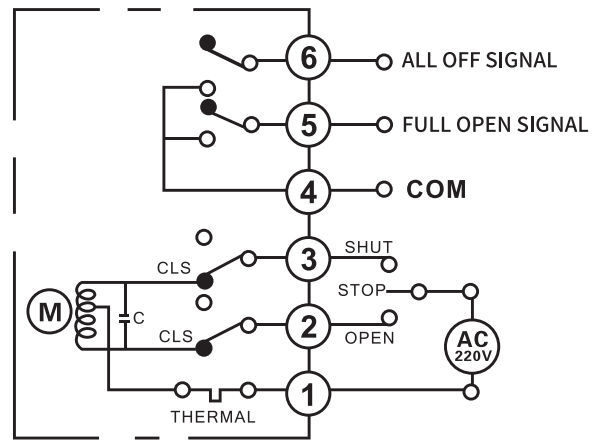 6 ALL OFF SIGNAL
5 FULL OPEN SIGNAL
4 COM
CLS 3 SHUT
STOP
M C
CLS 2 OPEN
AC
220V
THERMAL 1